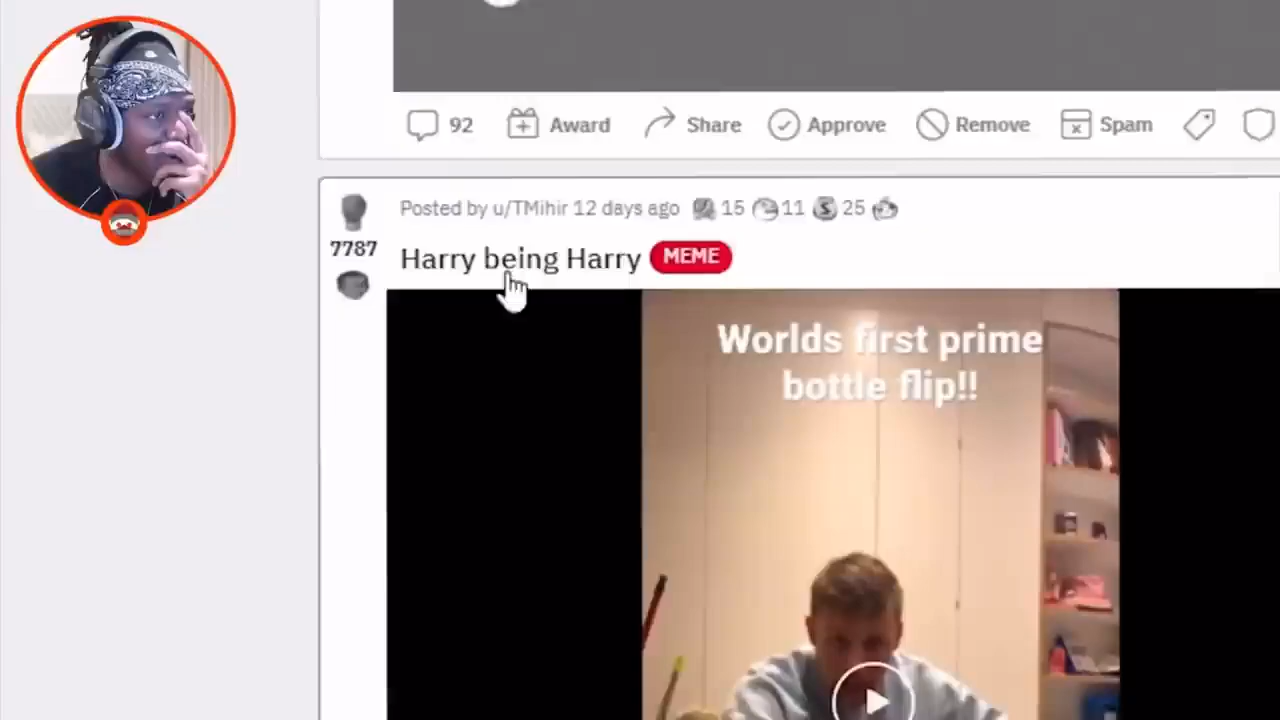 92 Award Share Approve Remove Spam
Posted by u/TMihir 12 days ago 15 11 25
7787
Harry being Harry MEME
Worlds first prime
bottle flip!!